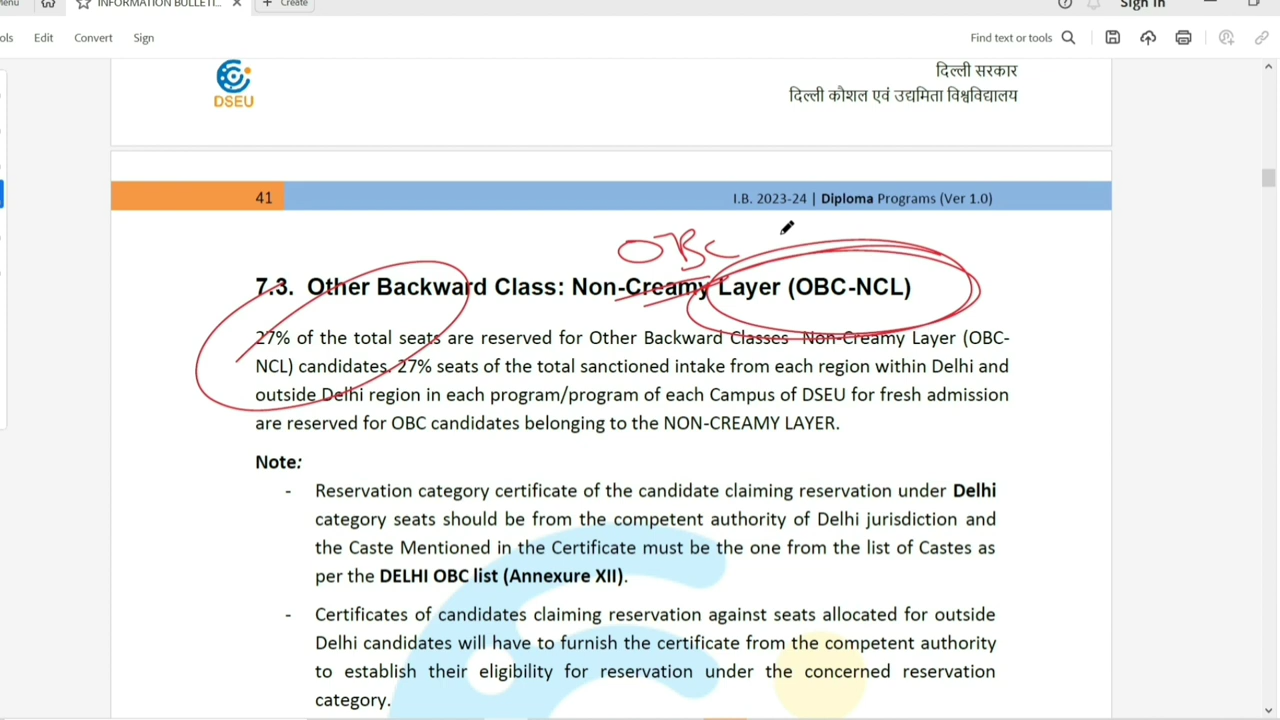 Menu
INFORMATION BULLETI...
+ Create
Sign In
Edit
Convert
Sign
Find text or tools
DSEU
दिल्ली सरकार
दिल्ली कौशल एवं उद्यमिता विश्वविद्यालय
41
I.B. 2023-24 | Diploma Programs (Ver 1.0)
OBC
7.3. Other Backward Class: Non-Creamy Layer (OBC-NCL)
27% of the total seats are reserved for Other Backward Classes Non-Creamy Layer (OBC-
NCL) candidates. 27% seats of the total sanctioned intake from each region within Delhi and
outside Delhi region in each program/program of each Campus of DSEU for fresh admission
are reserved for OBC candidates belonging to the NON-CREAMY LAYER.
Note:
- Reservation category certificate of the candidate claiming reservation under Delhi
category seats should be from the competent authority of Delhi jurisdiction and
the Caste Mentioned in the Certificate must be the one from the list of Castes as
per the DELHI OBC list (Annexure XII).
- Certificates of candidates claiming reservation against seats allocated for outside
Delhi candidates will have to furnish the certificate from the competent authority
to establish their eligibility for reservation under the concerned reservation
category.